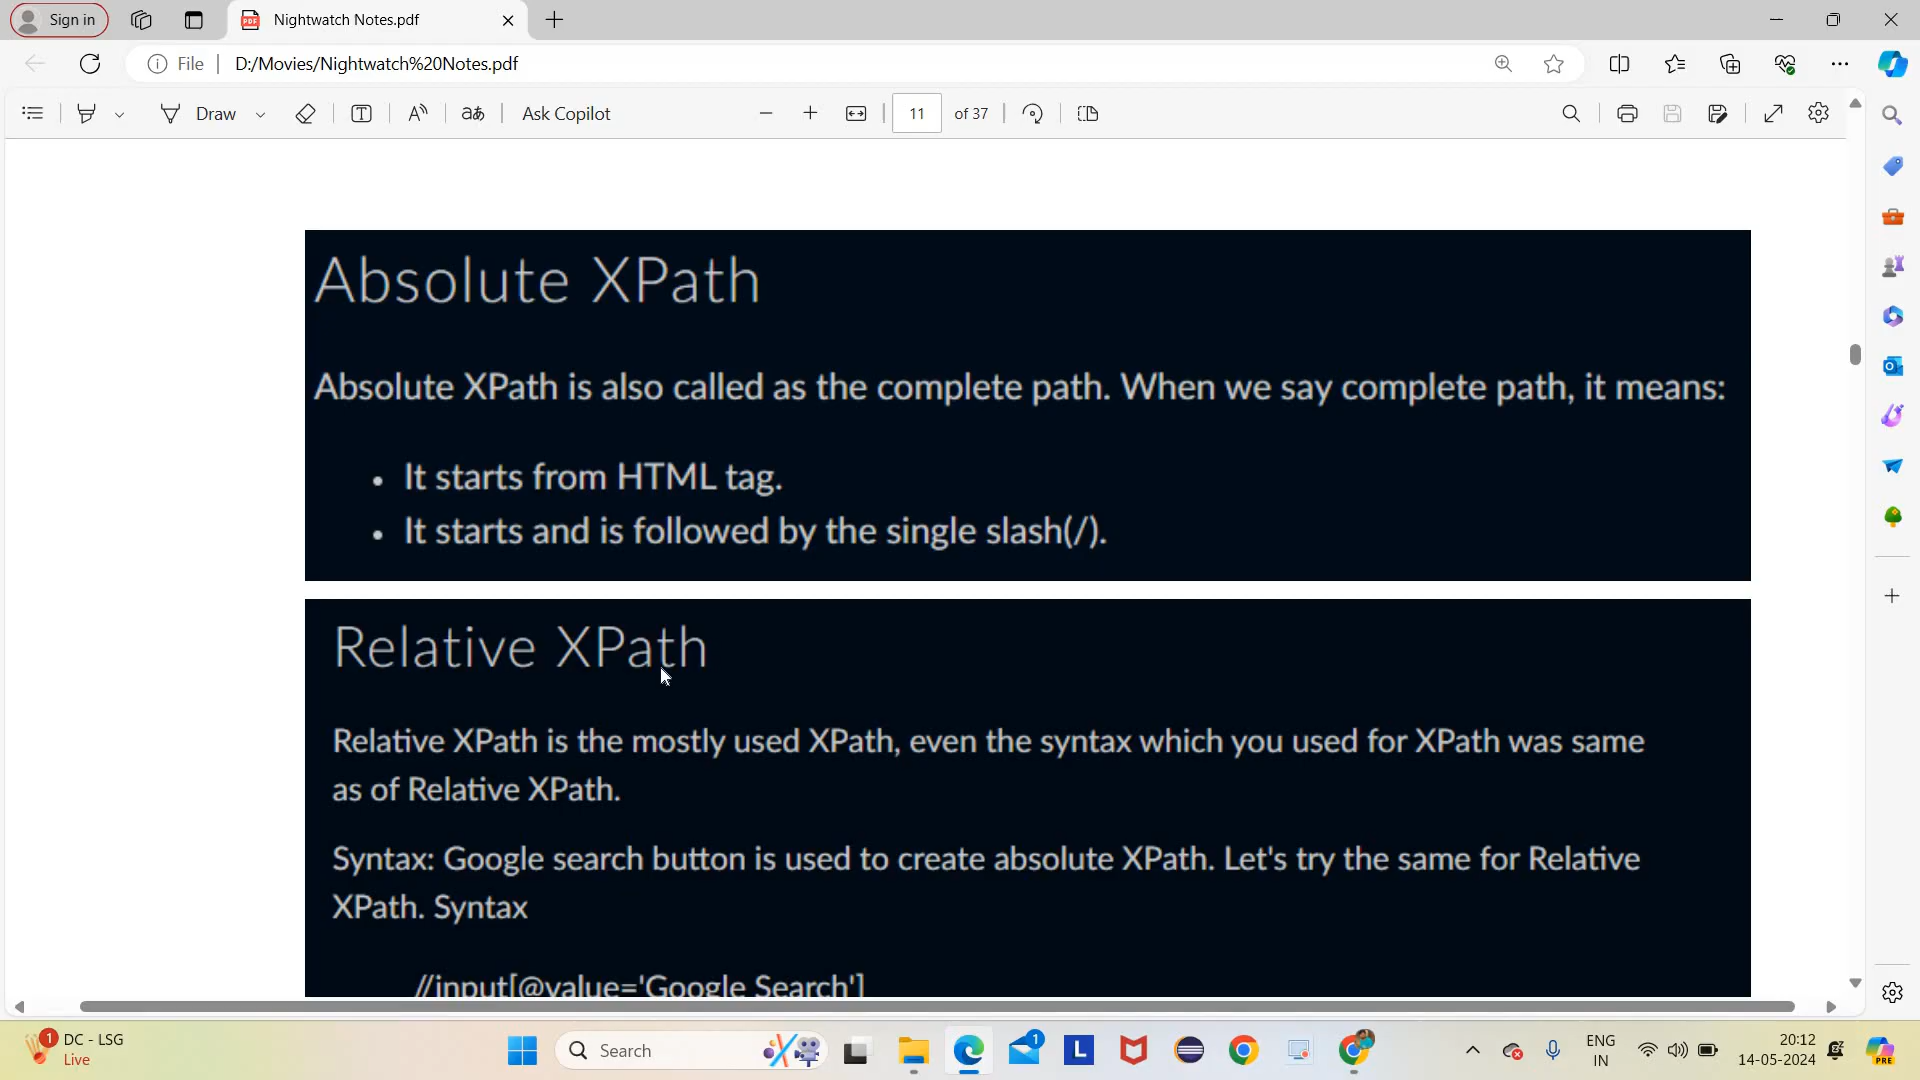 Sign in
Nightwatch Notes.pdf
File
D:/Movies/Nightwatch%20Notes.pdf
Draw
T
aあ
Ask Copilot
11 of 37
Absolute XPath
Absolute XPath is also called as the complete path. When we say complete path, it means:
• It starts from HTML tag.
• It starts and is followed by the single slash(/).
Relative XPath
Relative XPath is the mostly used XPath, even the syntax which you used for XPath was same
as of Relative XPath.
Syntax: Google search button is used to create absolute XPath. Let's try the same for Relative
XPath. Syntax
//input[@value='Google Search']
1
DC - LSG
Live
Search
1
L
ENG
IN
20:12
14-05-2024
PRE